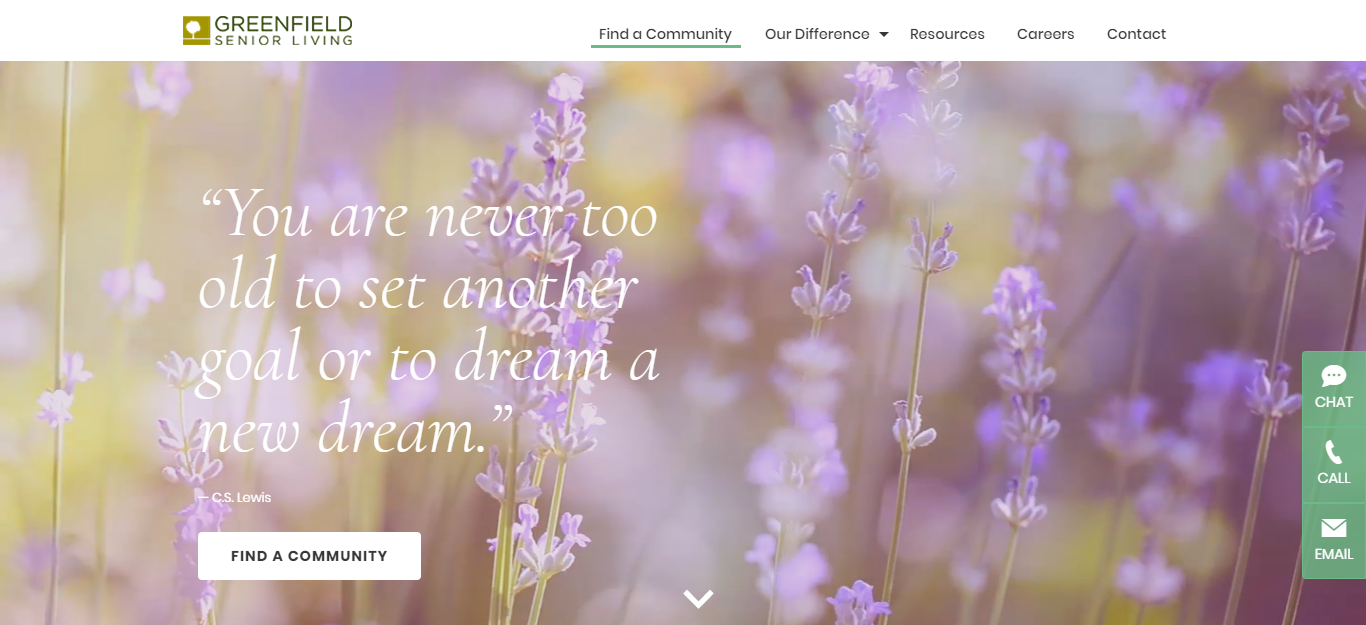 GREENFIELD
SENIOR LIVING
Find a Community
Our Difference
Resources
Careers
Contact
“You are never too
old to set another
goal or to dream a
new dream.”
— C.S. Lewis
FIND A COMMUNITY
CHAT
CALL
EMAIL